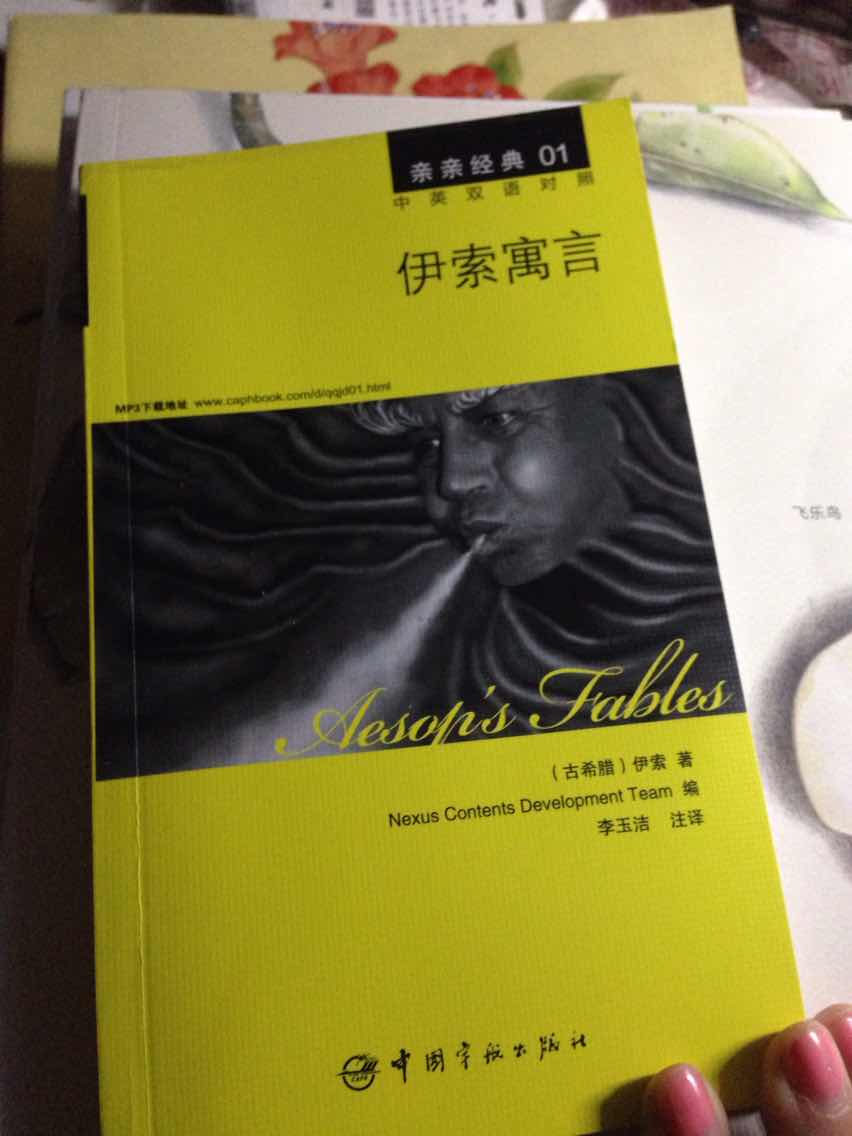 亲亲经典 01
中英双语对照
伊索寓言
MP3下载地址 www.caphbook.com/d/qqjd01.html
飞乐鸟
Aesop's Fables
(古希腊)伊索 著
Nexus Contents Development Team 编
李玉洁 注译
CAPH
中国宇航出版社